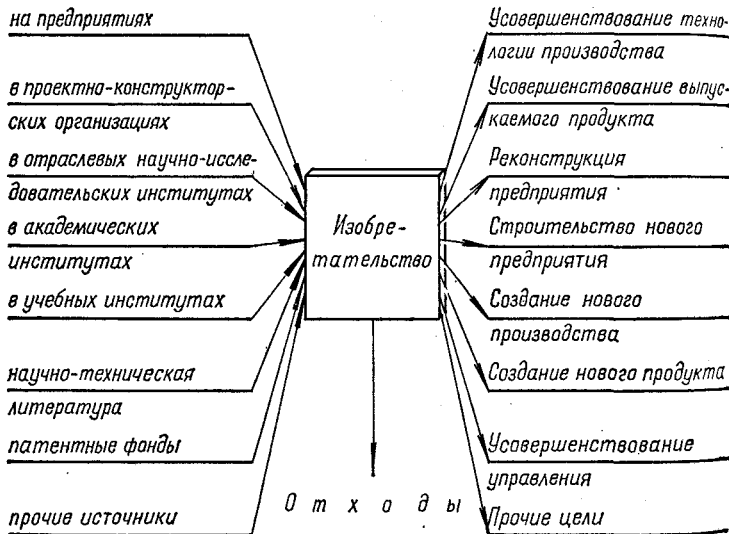 на предприятиях
в проектно-конструктор-
ских организациях
в отраслевых научно-иссле-
довательских институтах
в академических
институтах
в учебных институтах
научно-техническая
литература
патентные фонды
прочие источники
Изобре-
тательство
Отходы
Усовершенствование техно-
логии производства
Усовершенствование выпус-
каемого продукта
Реконструкция
предприятия
Строительство нового
предприятия
Создание нового
производства
Создание нового продукта
Усовершенствование
управления
Прочие цели